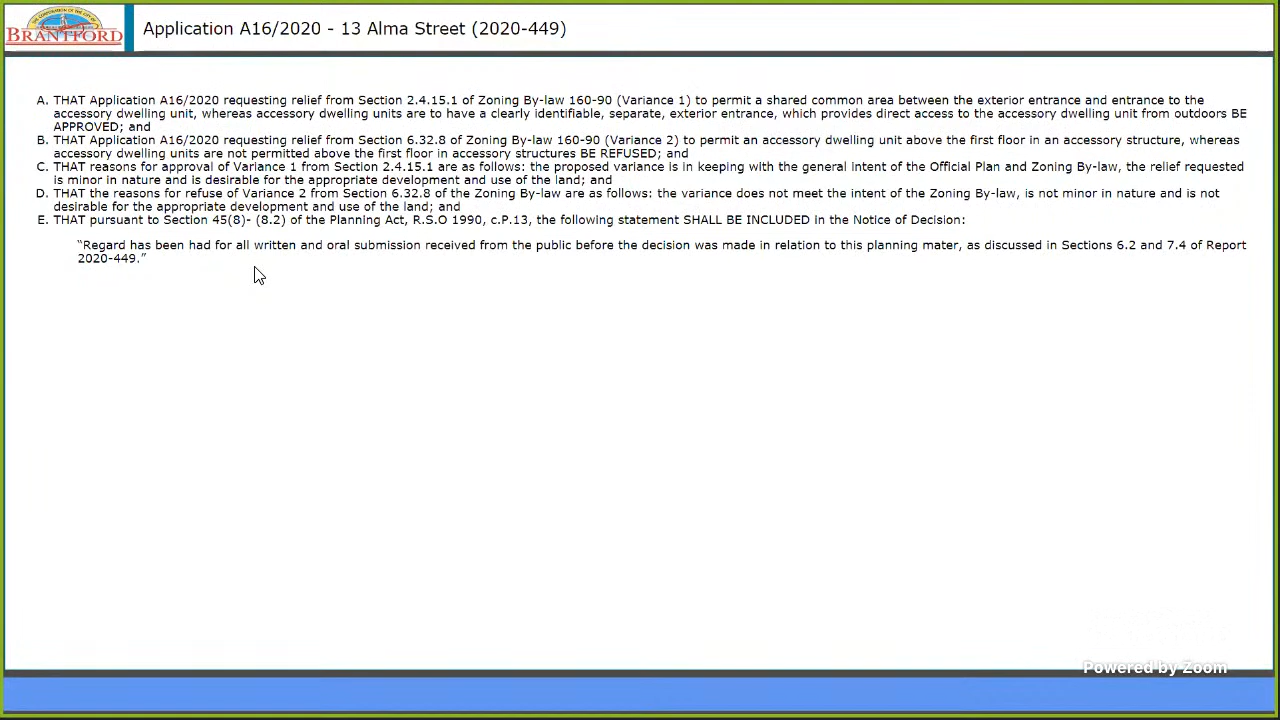 THE CORPORATION OF THE CITY OF
BRANTFORD
Application A16/2020 - 13 Alma Street (2020-449)
A. THAT Application A16/2020 requesting relief from Section 2.4.15.1 of Zoning By-law 160-90 (Variance 1) to permit a shared common area between the exterior entrance and entrance to the
accessory dwelling unit, whereas accessory dwelling units are to have a clearly identifiable, separate, exterior entrance, which provides direct access to the accessory dwelling unit from outdoors BE
APPROVED; and
B. THAT Application A16/2020 requesting relief from Section 6.32.8 of Zoning By-law 160-90 (Variance 2) to permit an accessory dwelling unit above the first floor in an accessory structure, whereas
accessory dwelling units are not permitted above the first floor in accessory structures BE REFUSED; and
C. THAT reasons for approval of Variance 1 from Section 2.4.15.1 are as follows: the proposed variance is in keeping with the general intent of the Official Plan and Zoning By-law, the relief requested
is minor in nature and is desirable for the appropriate development and use of the land; and
D. THAT the reasons for refuse of Variance 2 from Section 6.32.8 of the Zoning By-law are as follows: the variance does not meet the intent of the Zoning By-law, is not minor in nature and is not
desirable for the appropriate development and use of the land; and
E. THAT pursuant to Section 45(8)- (8.2) of the Planning Act, R.S.O 1990, c.P.13, the following statement SHALL BE INCLUDED in the Notice of Decision:
“Regard has been had for all written and oral submission received from the public before the decision was made in relation to this planning mater, as discussed in Sections 6.2 and 7.4 of Report
2020-449.”
Powered by Zoom